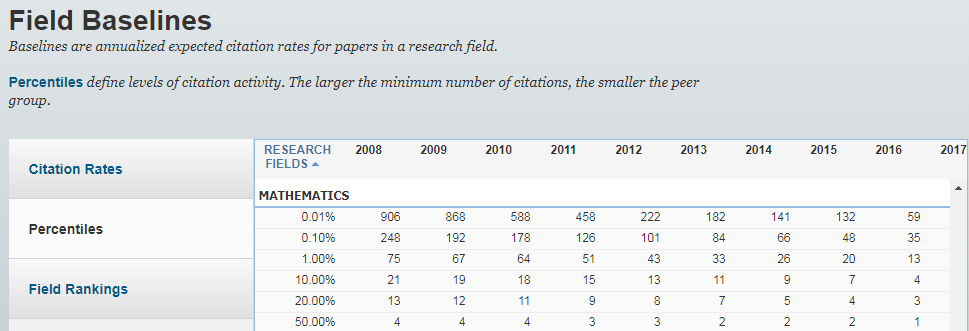 Field Baselines
Baselines are annualized expected citation rates for papers in a research field.
Percentiles define levels of citation activity. The larger the minimum number of citations, the smaller the peer
group.
Citation Rates
Percentiles
Field Rankings
RESEARCH FIELDS 2008 2009 2010 2011 2012 2013 2014 2015 2016 2017
MATHEMATICS
0.01% 906 868 588 458 222 182 141 132 59
0.10% 248 192 178 126 101 84 66 48 35
1.00% 75 67 64 51 43 33 26 20 13
10.00% 21 19 18 15 13 11 9 7 4
20.00% 13 12 11 9 8 7 5 4 3
50.00% 4 4 4 3 3 2 2 2 1